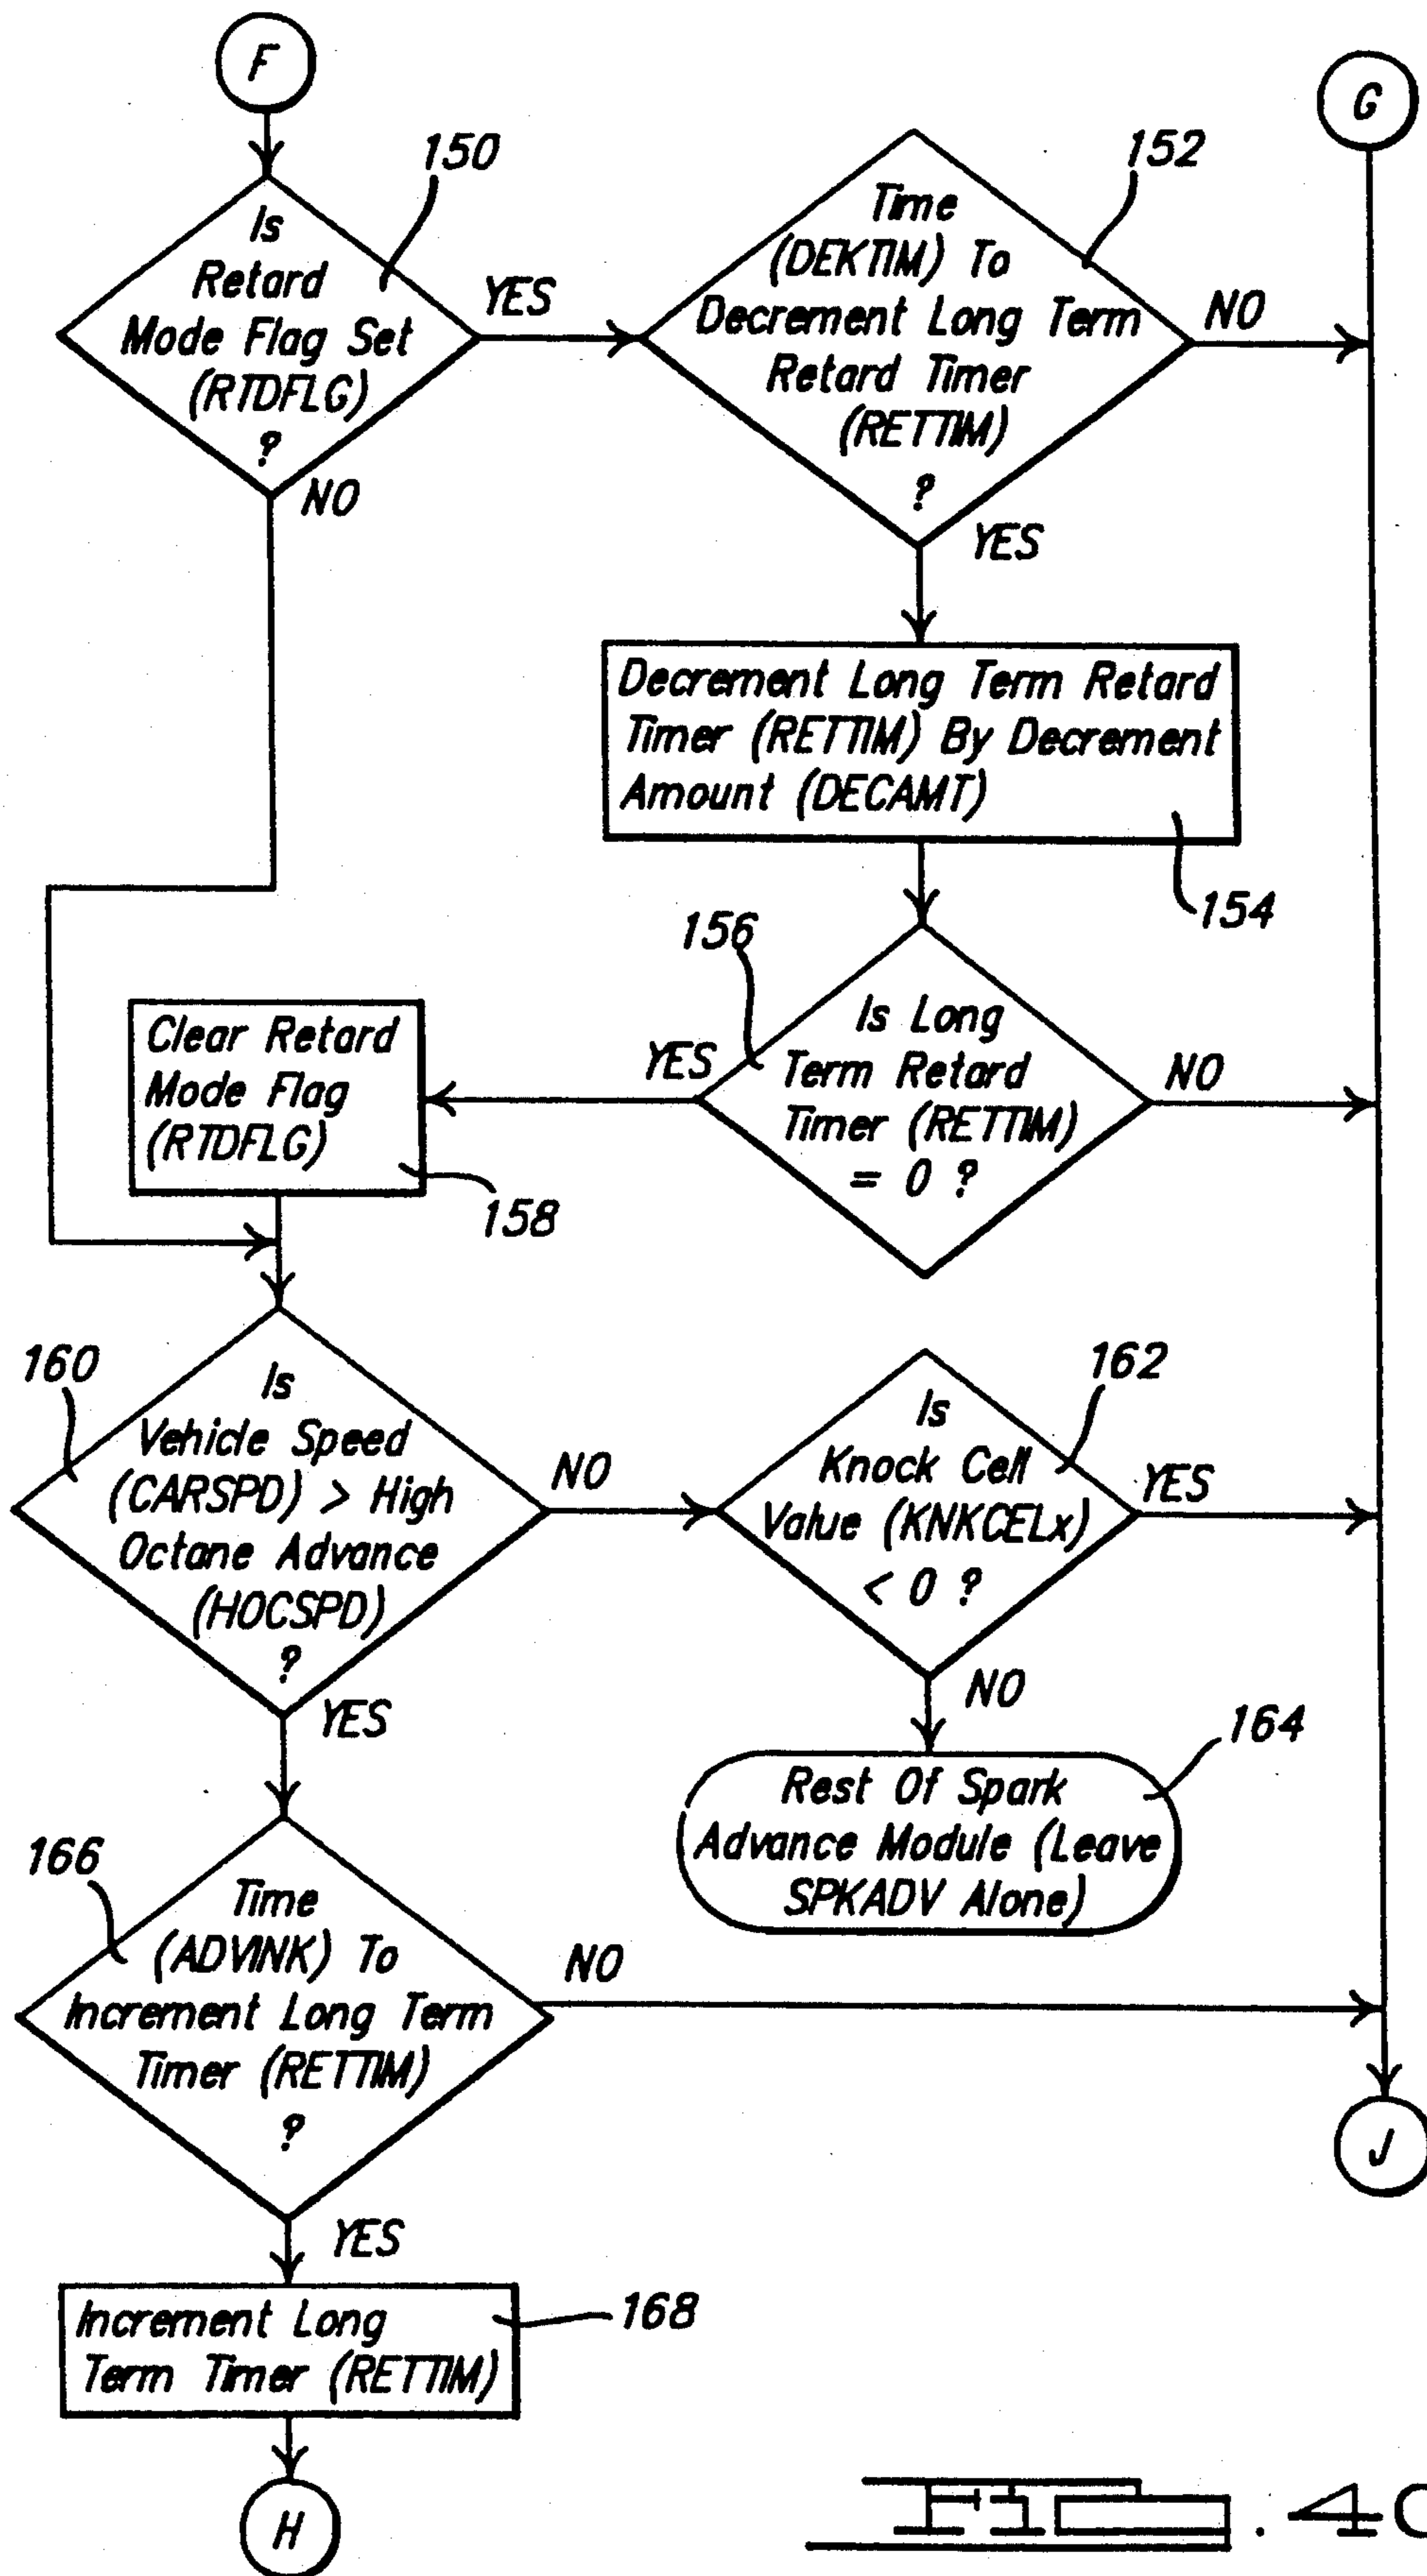 F
G
150
Is
Retard
Mode Flag Set
(RTDFLG)
?
YES
NO
152
Time
(DEKTIM) To
Decrement Long Term
Retard Timer
(RETTIM)
?
NO
YES
Decrement Long Term Retard
Timer (RETTIM) By Decrement
Amount (DECAMT)
154
156
Is Long
Term Retard
Timer (RETTIM)
= 0 ?
YES
NO
Clear Retard
Mode Flag
(RTDFLG)
158
160
Is
Vehicle Speed
(CARSPD) > High
Octane Advance
(HOCSPD)
?
NO
YES
162
Is
Knock Cell
Value (KNKCELx)
< 0 ?
YES
NO
164
Rest Of Spark
Advance Module (Leave
SPKADV Alone)
166
Time
(ADVINK) To
Increment Long Term
Timer (RETTIM)
?
NO
YES
J
Increment Long
Term Timer (RETTIM)
168
H
FIG. 4C